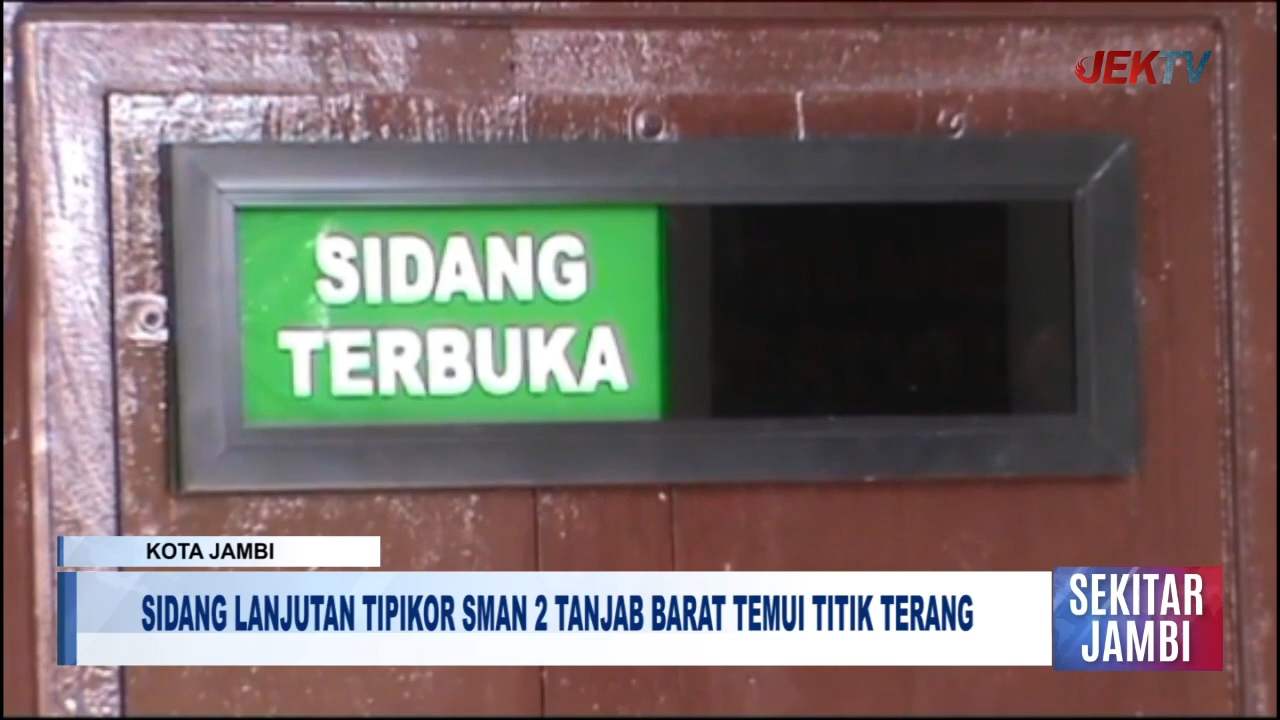 JEKTV
SIDANG
TERBUKA
KOTA JAMBI
SIDANG LANJUTAN TIPIKOR SMAN 2 TANJAB BARAT TEMUI TITIK TERANG
SEKITAR
JAMBI